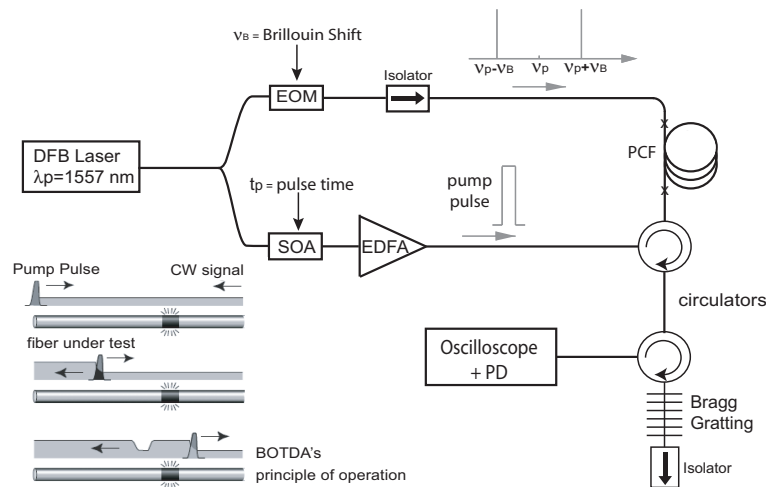 νB = Brillouin Shift
EOM
Isolator
νp-νB
νp
νp+νB
DFB Laser
λp=1557 nm
PCF
tp = pulse time
pump
pulse
SOA
EDFA
Pump Pulse
CW signal
circulators
fiber under test
Oscilloscope
+ PD
Bragg
Gratting
BOTDA's
principle of operation
Isolator